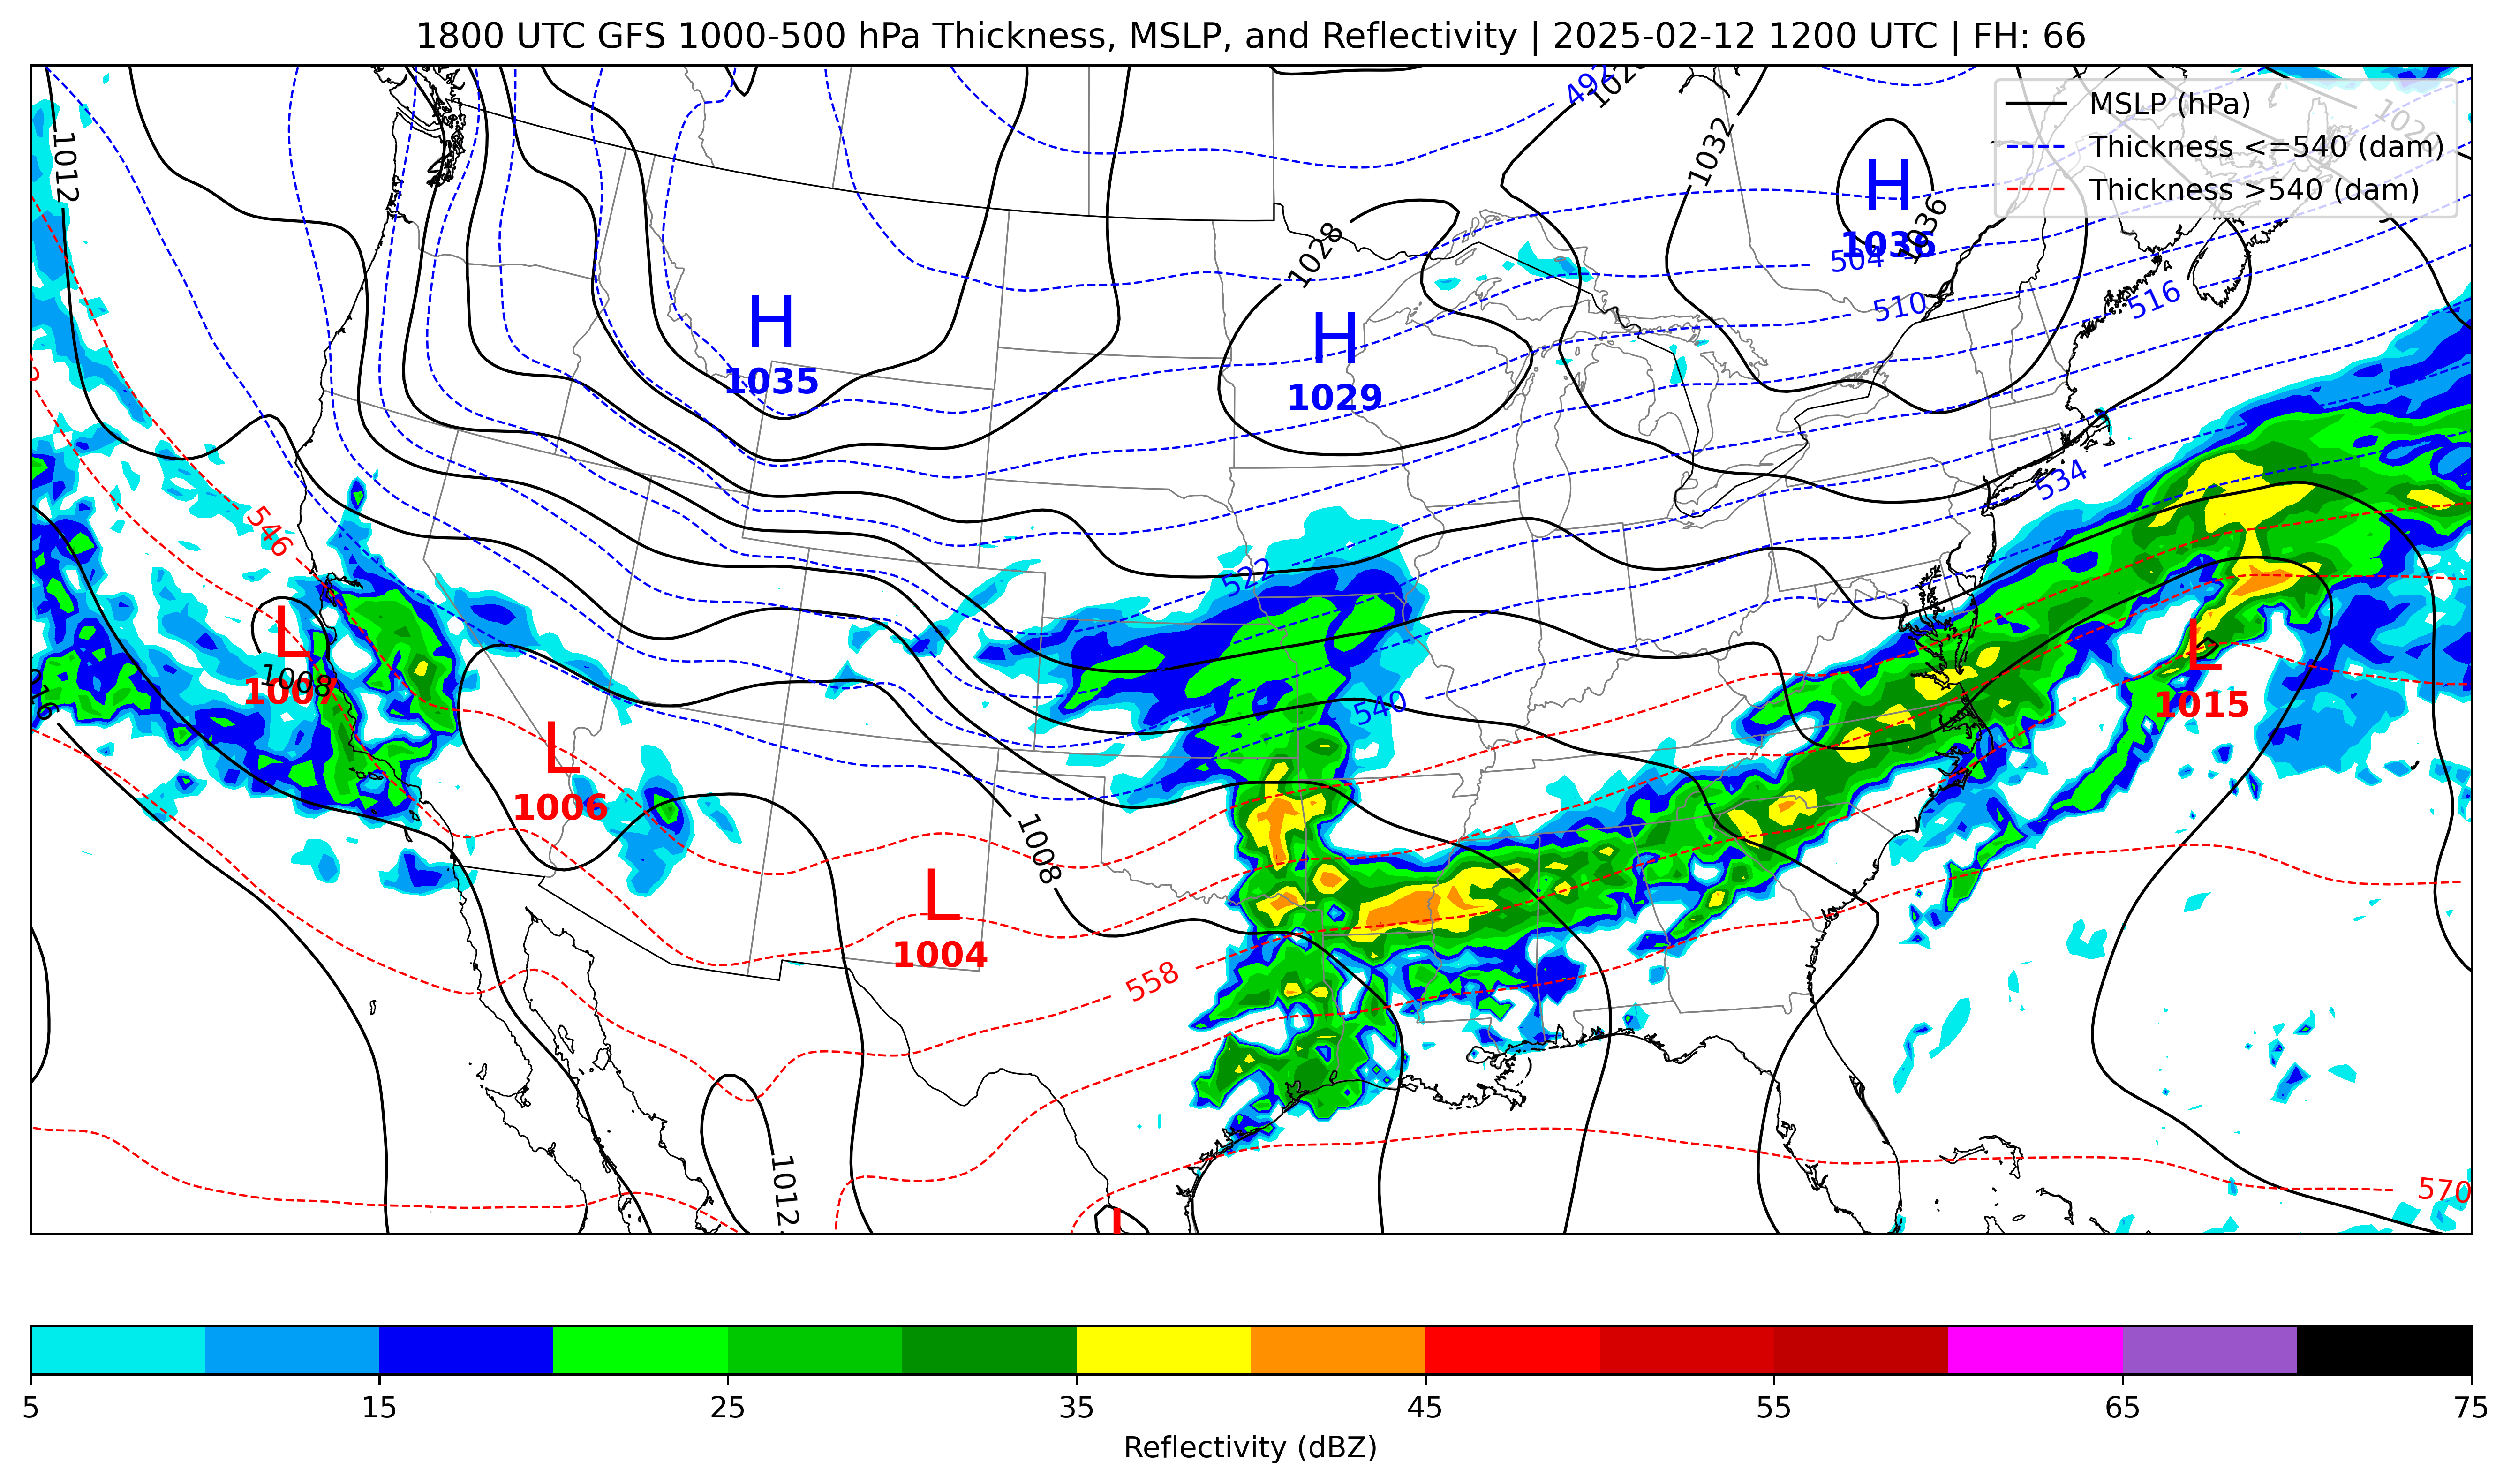 1800 UTC GFS 1000-500 hPa Thickness, MSLP, and Reflectivity | 2025-02-12 1200 UTC | FH: 66
MSLP (hPa)
Thickness <=540 (dam)
Thickness >540 (dam)
492
1020
1012
1032
1028
H
1036
1036
504
510
516
H
1035
H
1029
534
546
522
540
L
1007
1008
L
1006
L
1015
1008
L
1004
558
1012
570
L
5 15 25 35 45 55 65 75
Reflectivity (dBZ)